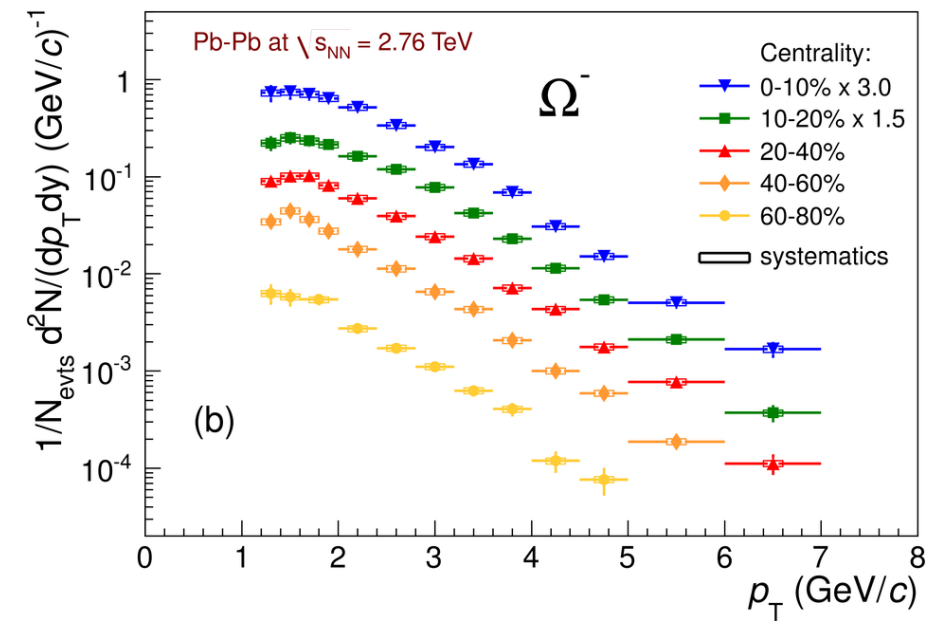 Pb-Pb at √sNN = 2.76 TeV
Ω-
Centrality:
0-10% x 3.0
10-20% x 1.5
20-40%
40-60%
60-80%
systematics
(b)
1/Nevts d²N/(dpTdy) (GeV/c)-1
1
10-1
10-2
10-3
10-4
0 1 2 3 4 5 6 7 8
pT (GeV/c)